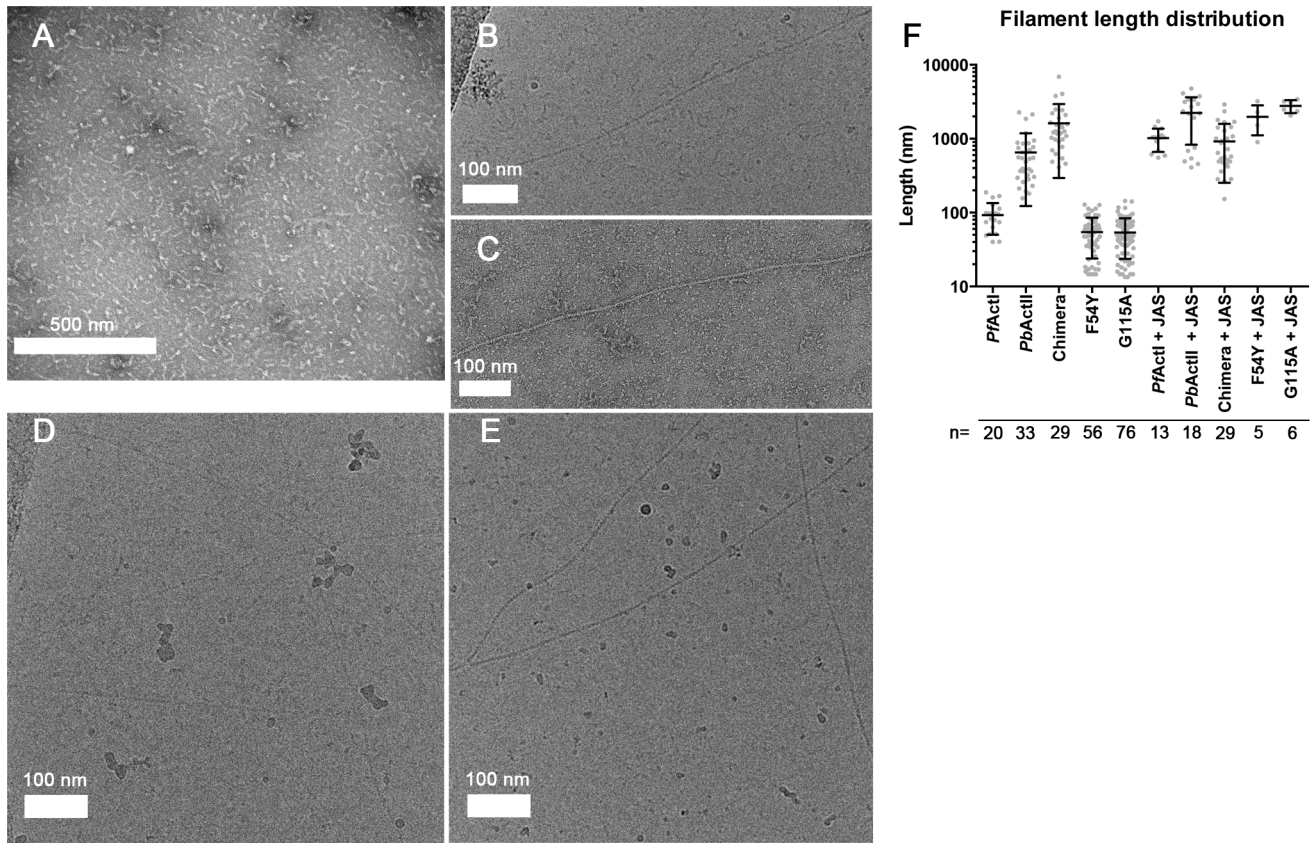 A
500 nm
B
100 nm
C
100 nm
D
100 nm
E
100 nm
F
Filament length distribution
Length (nm)
10000
1000
100
10
PfActI
PbActII
Chimera
F54Y
G115A
PfActI + JAS
PbActII + JAS
Chimera + JAS
F54Y + JAS
G115A + JAS
n= 20 33 29 56 76 13 18 29 5 6